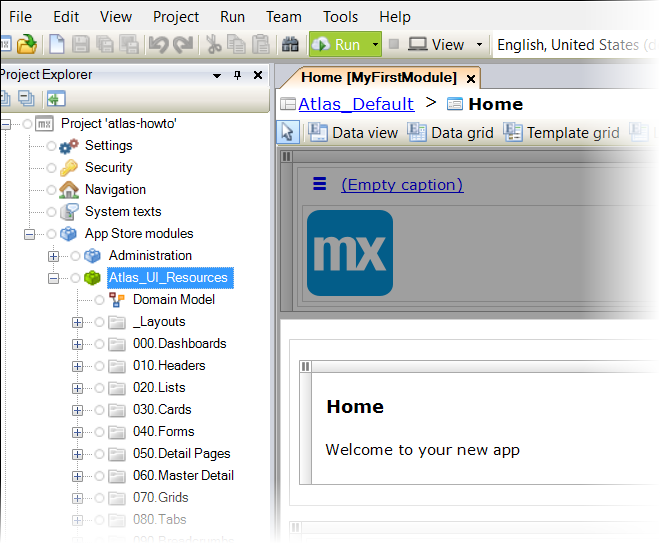 File Edit View Project Run Team Tools Help
Run View English, United States (d
Project Explorer
Project 'atlas-howto'
Settings
Security
Navigation
System texts
App Store modules
Administration
Atlas_UI_Resources
Domain Model
_Layouts
000.Dashboards
010.Headers
020.Lists
030.Cards
040.Forms
050.Detail Pages
060.Master Detail
070.Grids
080.Tabs
Home [MyFirstModule]
Atlas_Default > Home
Data view Data grid Template grid
(Empty caption)
mx
Home
Welcome to your new app